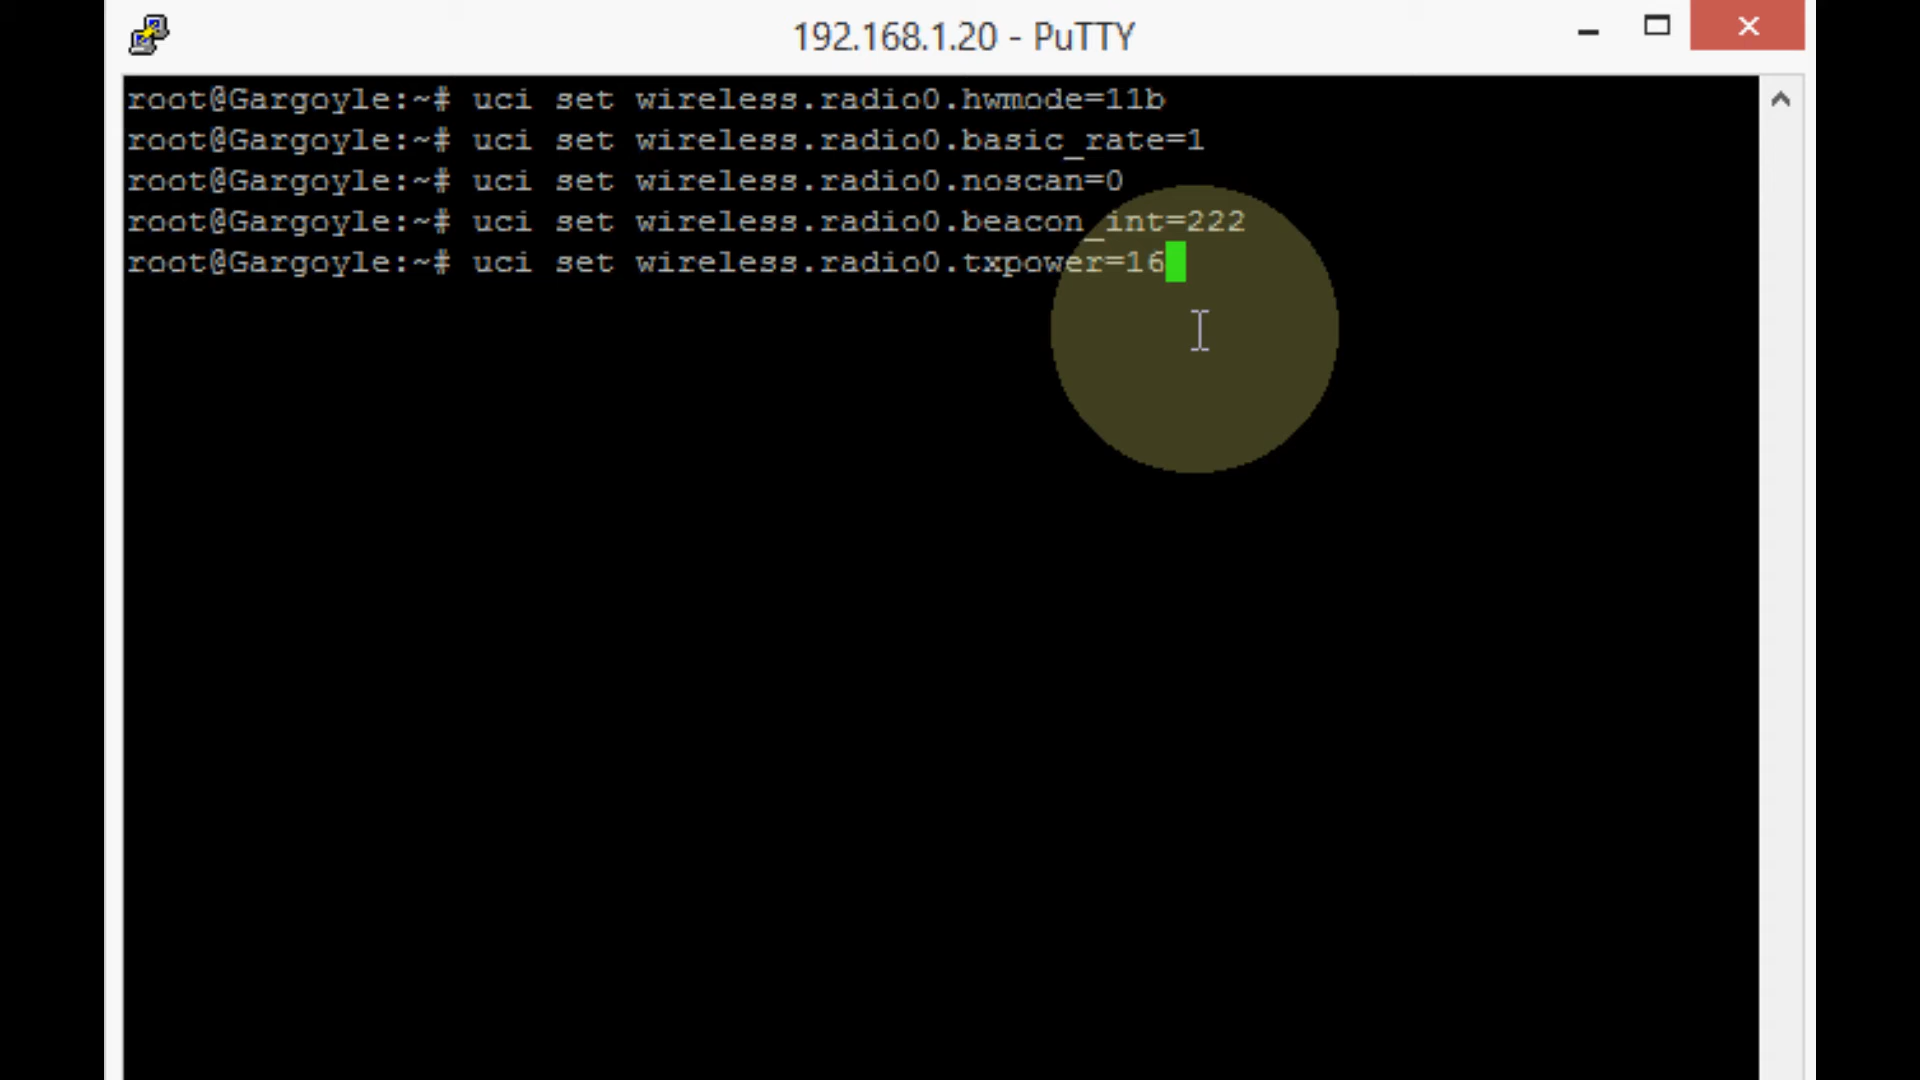 192.168.1.20 - PuTTY
root@Gargoyle:~# uci set wireless.radio0.hwmode=11b
root@Gargoyle:~# uci set wireless.radio0.basic_rate=1
root@Gargoyle:~# uci set wireless.radio0.noscan=0
root@Gargoyle:~# uci set wireless.radio0.beacon_int=222
root@Gargoyle:~# uci set wireless.radio0.txpower=16